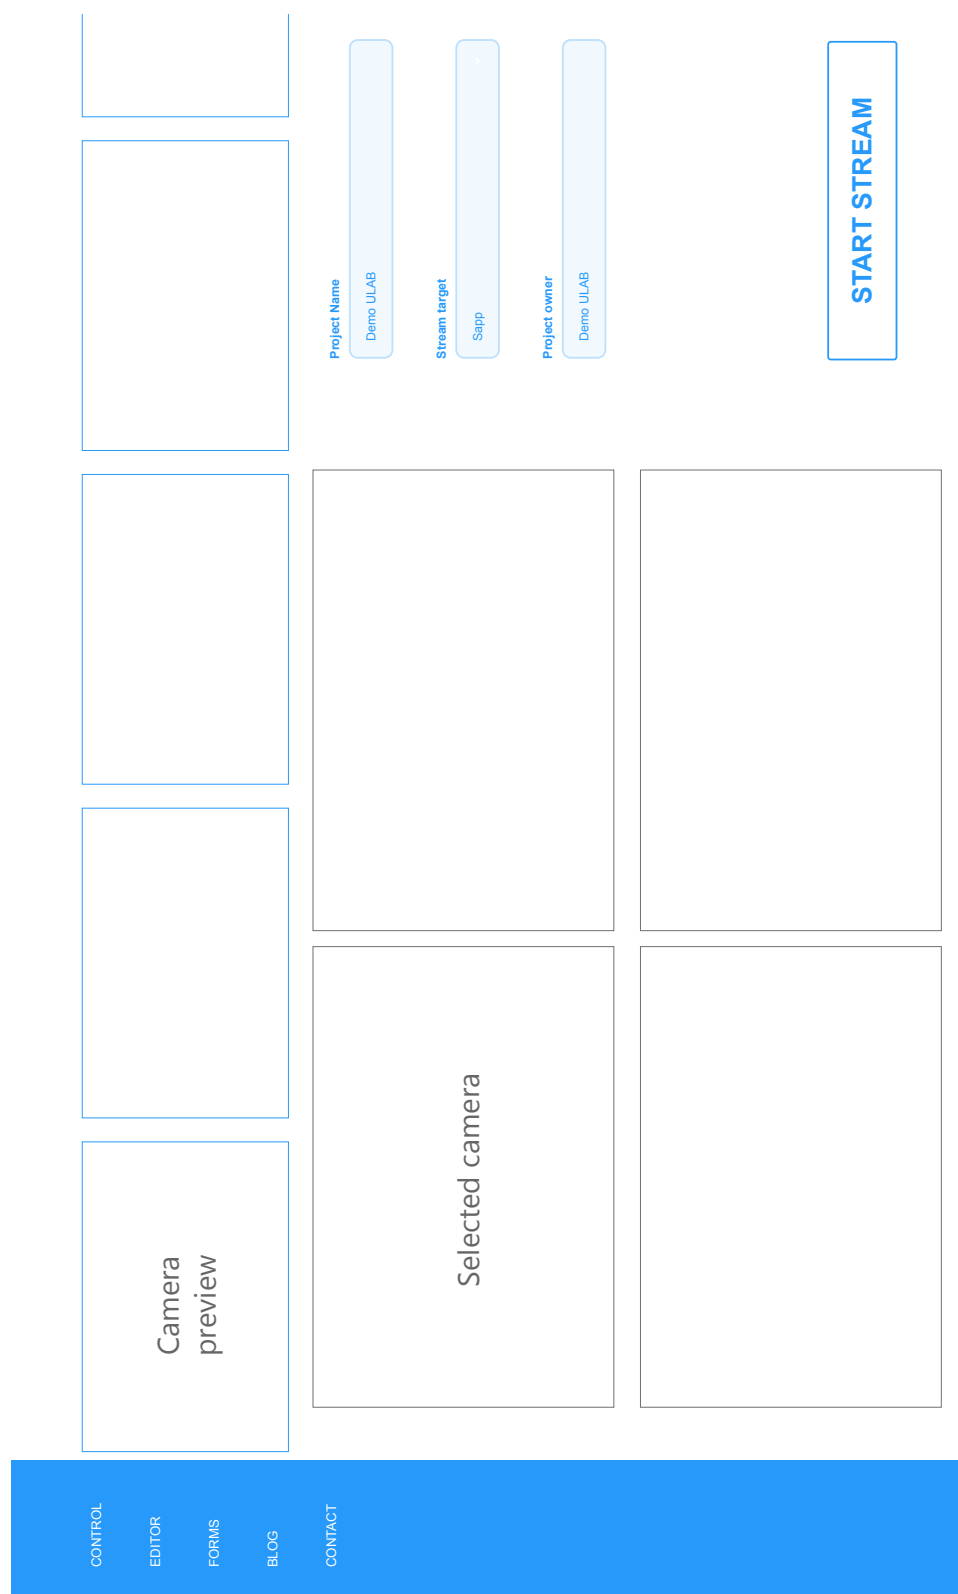 CONTROL
EDITOR
FORMS
BLOG
CONTACT
Camera
preview
Selected camera
Project Name
Demo ULAB
Stream target
Sapp
Project owner
Demo ULAB
START STREAM